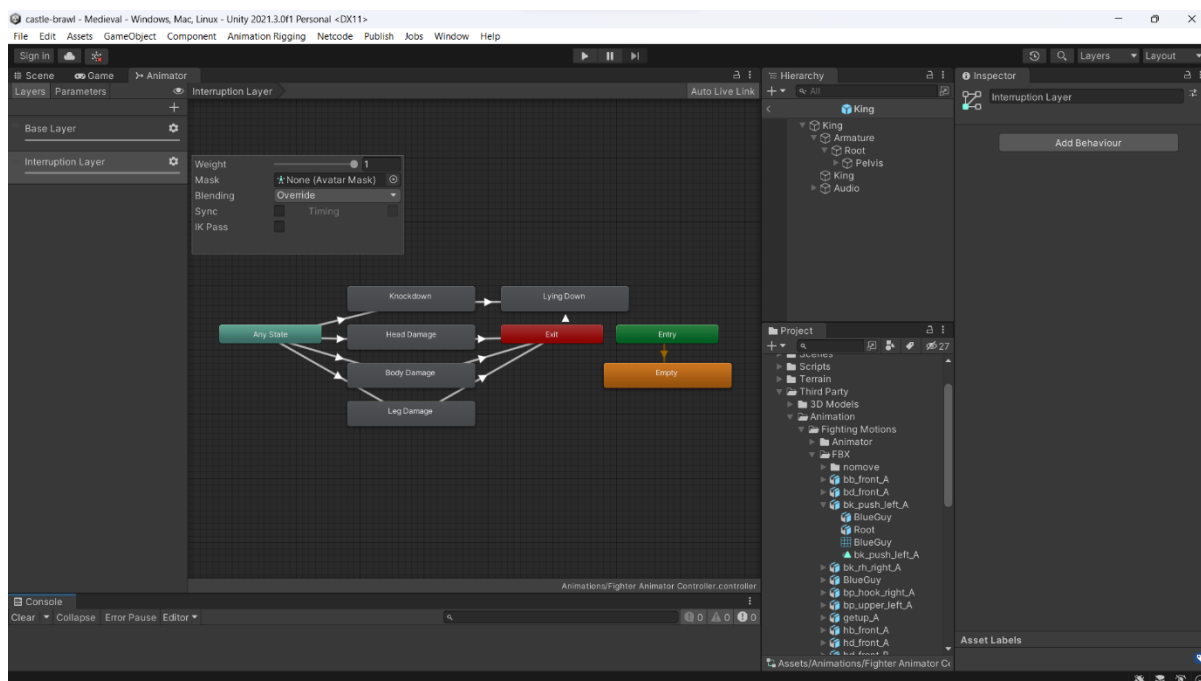 castle-brawl - Medieval - Windows, Mac, Linux - Unity 2021.3.0f1 Personal <DX11>
File Edit Assets GameObject Component Animation Rigging Netcode Publish Jobs Window Help
Sign in
Layers
Layout
Scene
Game
Animator
Layers
Parameters
Interruption Layer
Auto Live Link
Base Layer
Interruption Layer
Weight
1
Mask
None (Avatar Mask)
Blending
Override
Sync
Timing
IK Pass
Knockdown
Lying Down
Any State
Head Damage
Exit
Entry
Body Damage
Empty
Leg Damage
Animations/Fighter Animator Controller.controller
Console
Clear
Collapse
Error Pause
Editor
0
0
0
Hierarchy
All
King
King
Armature
Root
Pelvis
King
Audio
Project
27
Scenes
Scripts
Terrain
Third Party
3D Models
Animation
Fighting Motions
Animator
FBX
nomove
bb_front_A
bd_front_A
bk_push_left_A
BlueGuy
Root
BlueGuy
bk_push_left_A
bk_rh_right_A
BlueGuy
bp_hook_right_A
bp_upper_left_A
getup_A
hb_front_A
hd_front_A
hd_front_B
Assets/Animations/Fighter Animator Co
Inspector
Interruption Layer
Add Behaviour
Asset Labels